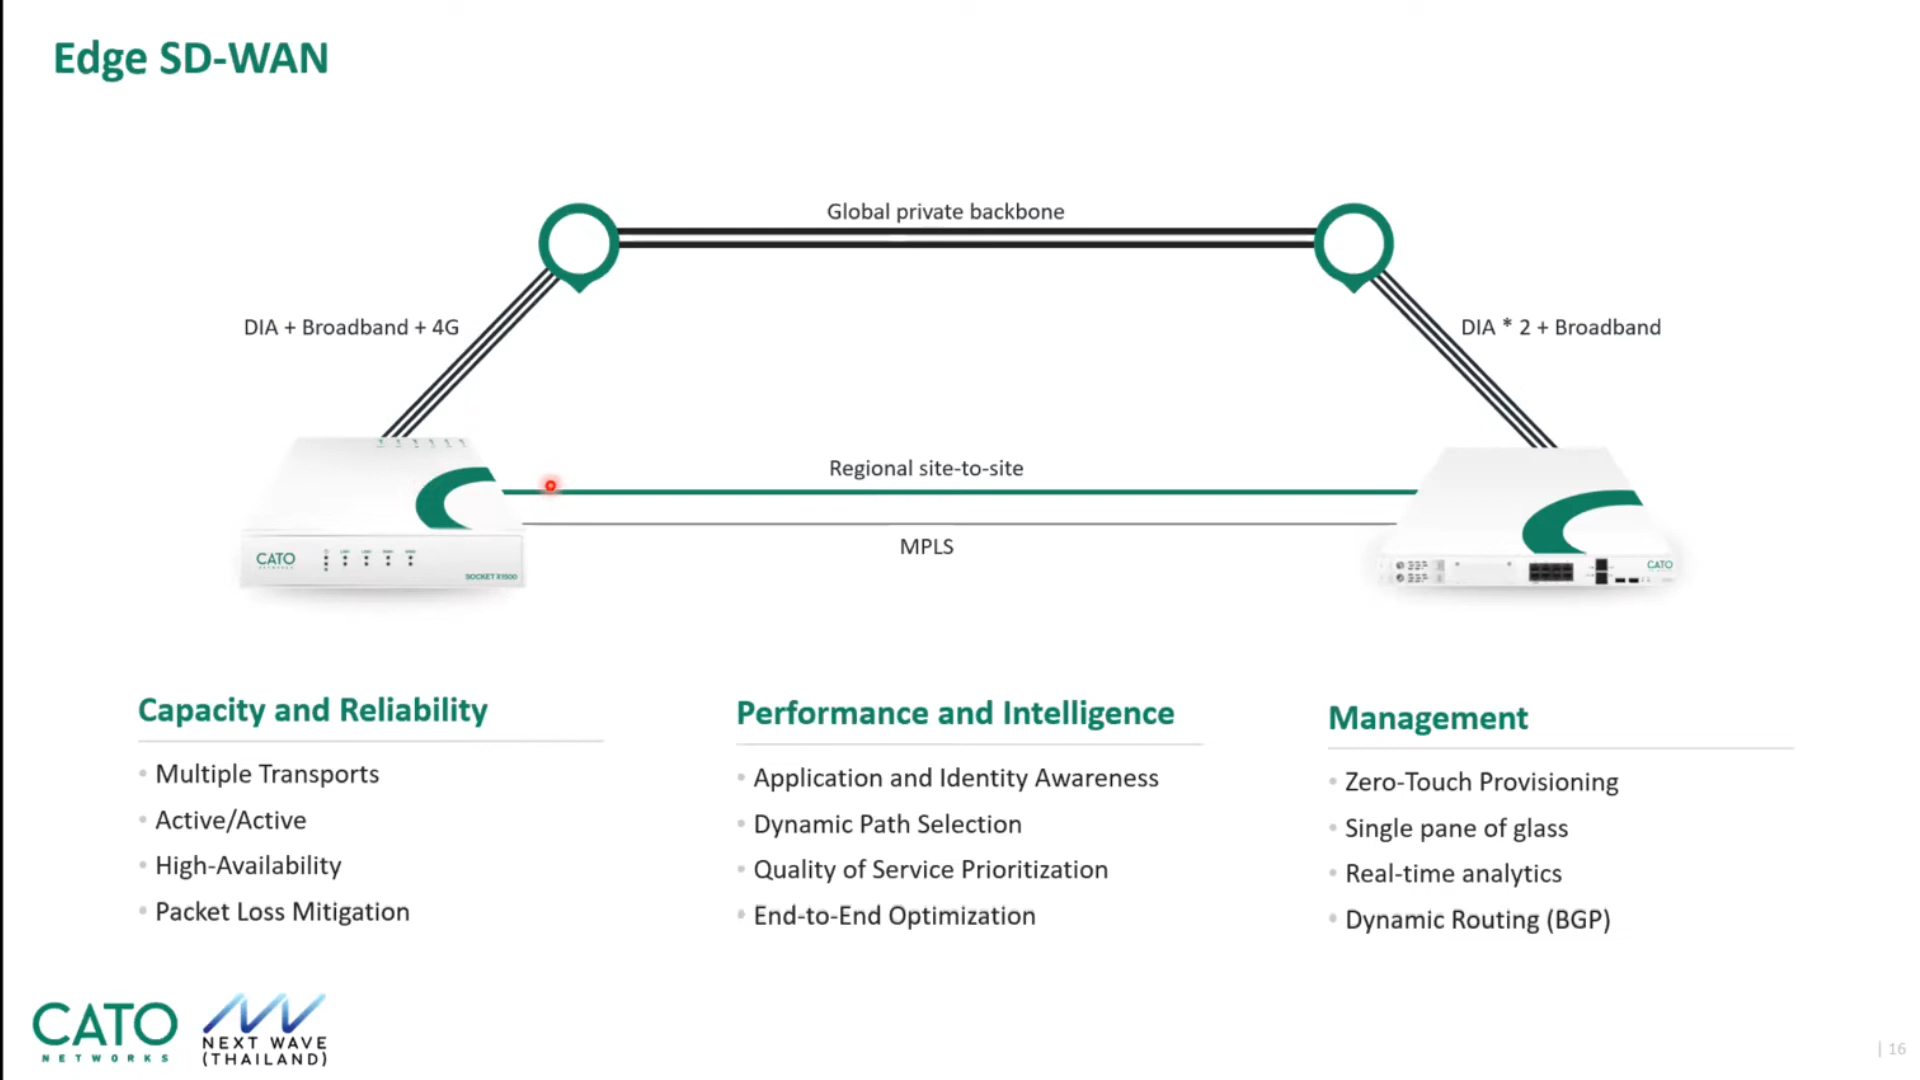 Edge SD-WAN
Global private backbone
DIA + Broadband + 4G
DIA * 2 + Broadband
Regional site-to-site
MPLS
CATO
SOCKET X1500
CATO
Capacity and Reliability
• Multiple Transports
• Active/Active
• High-Availability
• Packet Loss Mitigation
Performance and Intelligence
• Application and Identity Awareness
• Dynamic Path Selection
• Quality of Service Prioritization
• End-to-End Optimization
Management
• Zero-Touch Provisioning
• Single pane of glass
• Real-time analytics
• Dynamic Routing (BGP)
CATO
NETWORKS
NEXT WAVE
(THAILAND)
| 16